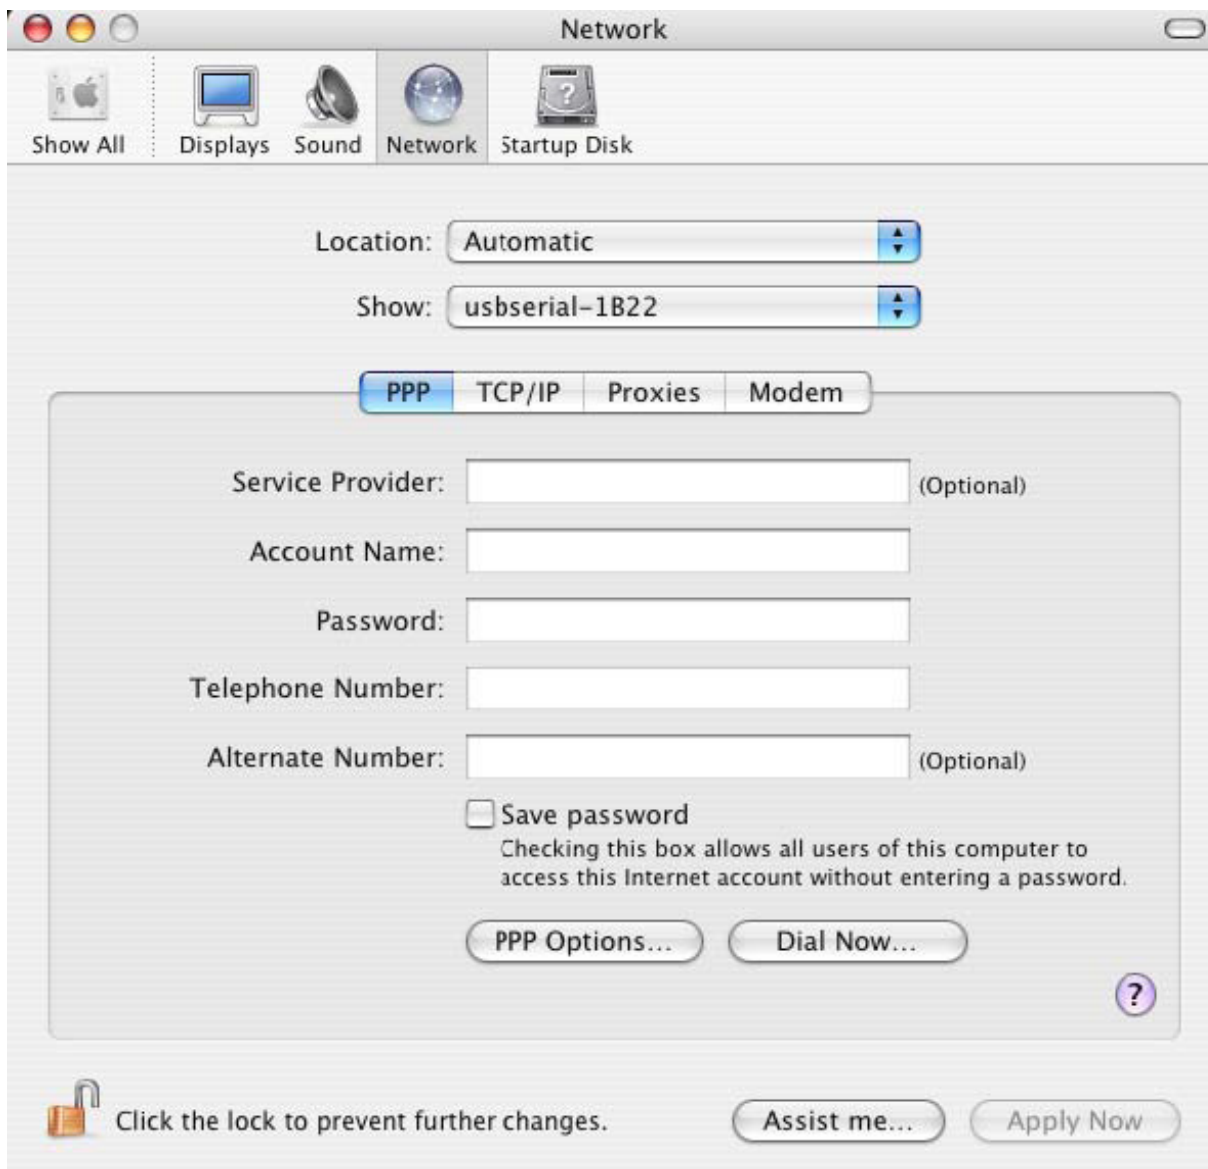 Network
Show All
Displays
Sound
Network
Startup Disk
Location: Automatic
Show: usbserial-1B22
PPP TCP/IP Proxies Modem
Service Provider: (Optional)
Account Name:
Password:
Telephone Number:
Alternate Number: (Optional)
Save password
Checking this box allows all users of this computer to
access this Internet account without entering a password.
PPP Options... Dial Now...
?
Click the lock to prevent further changes. Assist me... Apply Now